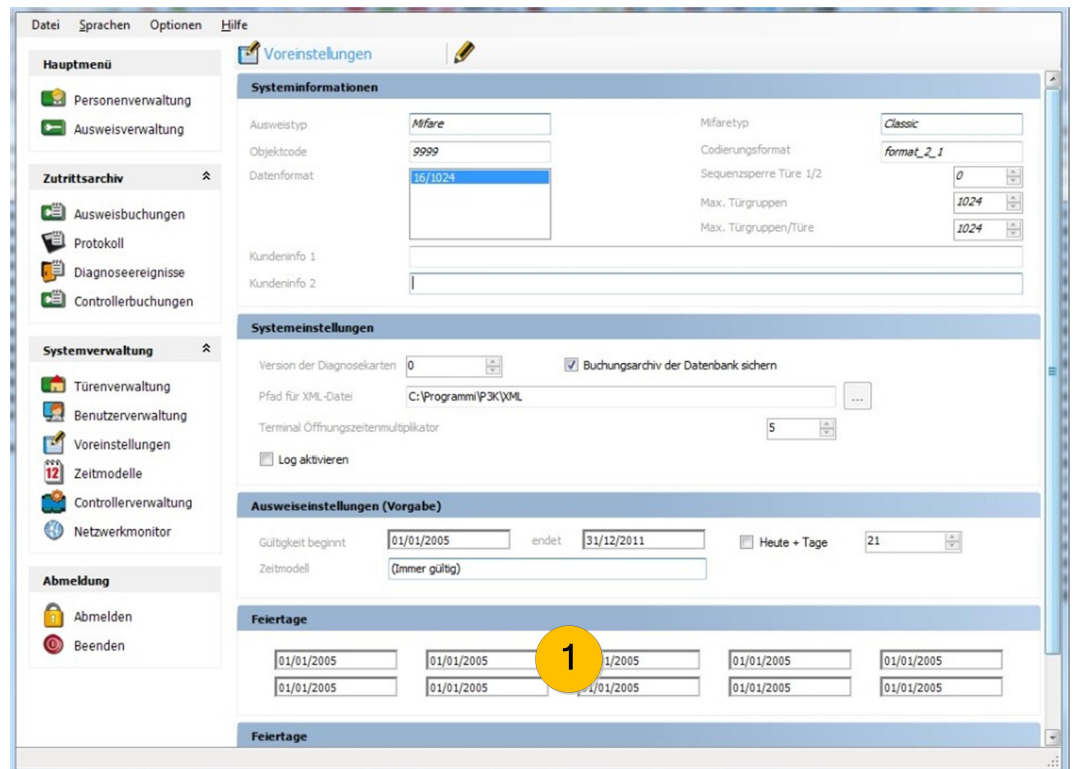 Datei Sprachen Optionen Hilfe
Hauptmenü
Personenverwaltung
Ausweisverwaltung
Zutrittsarchiv
Ausweisbuchungen
Protokoll
Diagnoseereignisse
Controllerbuchungen
Systemverwaltung
Türenverwaltung
Benutzerverwaltung
Voreinstellungen
12 Zeitmodelle
Controllerverwaltung
Netzwerkmonitor
Abmeldung
Abmelden
Beenden
Voreinstellungen
Systeminformationen
Ausweistyp Mifare Mifaretyp Classic
Objektcode 9999 Codierungsformat format_2_1
Datenformat 16/1024 Sequenzsperre Türe 1/2 0
Max. Türgruppen 1024
Max. Türgruppen/Türe 1024
Kundeninfo 1
Kundeninfo 2
Systemeinstellungen
Version der Diagnosekarten 0 Buchungsarchiv der Datenbank sichern
Pfad für XML-Datei C:\Programmi\P3K\XML ...
Terminal Öffnungszeitenmultiplikator 5
Log aktivieren
Ausweiseinstellungen (Vorgabe)
Gültigkeit beginnt 01/01/2005 endet 31/12/2011 Heute + Tage 21
Zeitmodell (Immer gültig)
Feiertage
01/01/2005 01/01/2005 1 1/2005 01/01/2005 01/01/2005
01/01/2005 01/01/2005 01/01/2005 01/01/2005 01/01/2005
Feiertage